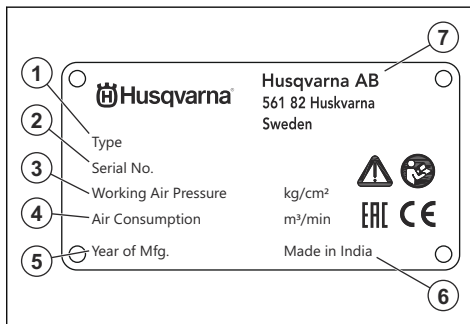 7
1
Husqvarna
Husqvarna AB
561 82 Huskvarna
Sweden
2
Type
Serial No.
3
Working Air Pressure kg/cm²
4
Air Consumption m³/min
EAC CE
5
Year of Mfg. Made in India
6